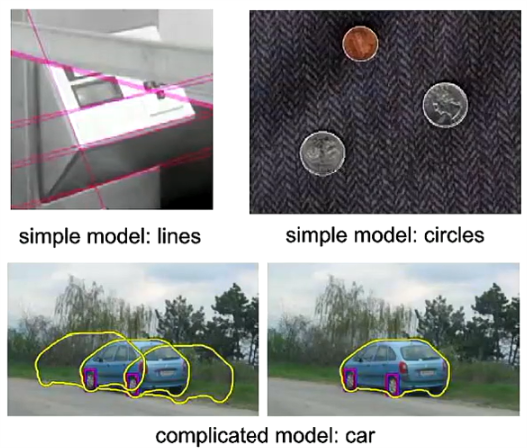 simple model: lines
simple model: circles
complicated model: car